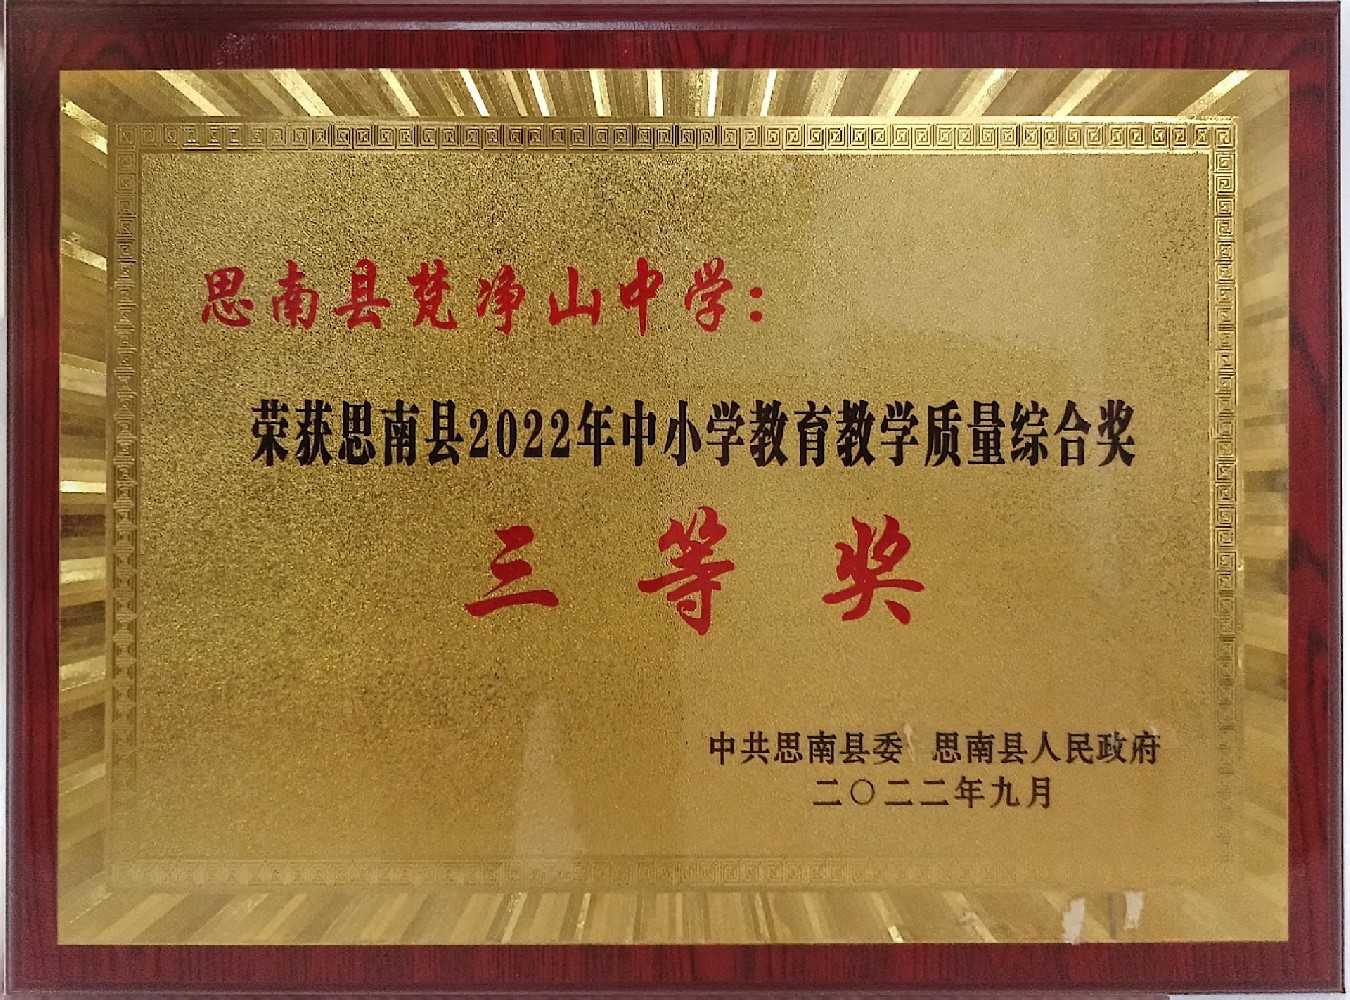 思南县梵净山中学：
荣获思南县2022年中小学教育教学质量综合奖
三等奖
中共思南县委 思南县人民政府
二〇二二年九月